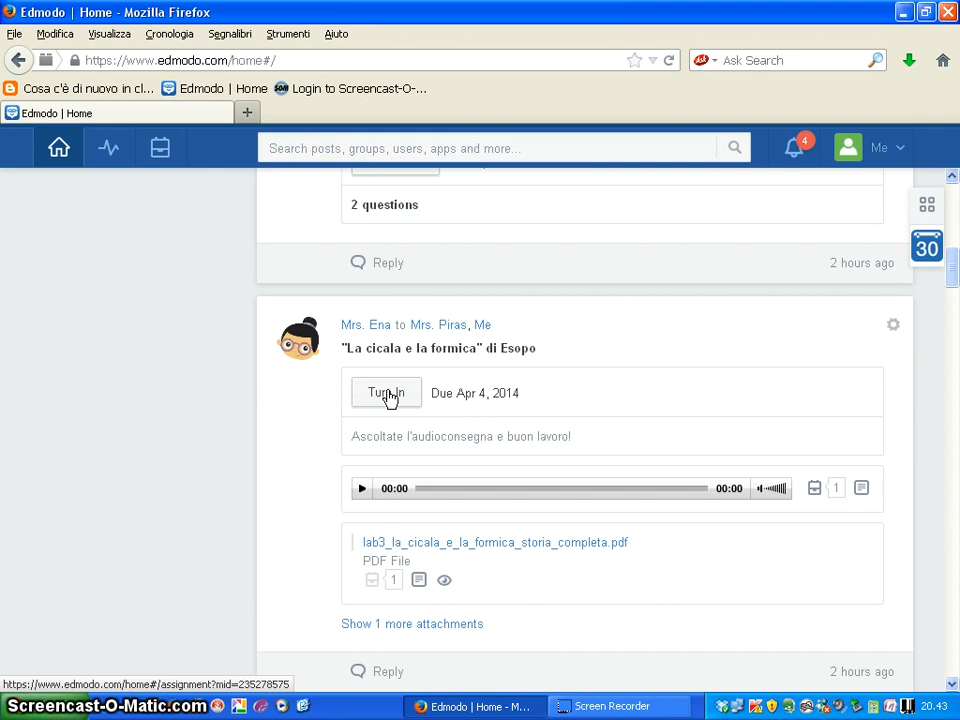 Edmodo | Home - Mozilla Firefox
File Modifica Visualizza Cronologia Segnalibri Strumenti Aiuto
https://www.edmodo.com/home#/
Ask Search
Cosa c'è di nuovo in cl... Edmodo | Home SOM Login to Screencast-O-...
Edmodo | Home
Search posts, groups, users, apps and more...
4
Me
2 questions
30
Reply
2 hours ago
Mrs. Ena to Mrs. Piras, Me
"La cicala e la formica" di Esopo
Turn In
Due Apr 4, 2014
Ascoltate l'audioconsegna e buon lavoro!
00:00 00:00 1
lab3_la_cicala_e_la_formica_storia_completa.pdf
PDF File
1
Show 1 more attachments
Reply
2 hours ago
https://www.edmodo.com/home#/assignment?mid=235278575
Screencast-O-Matic.com Edmodo | Home - M... Screen Recorder 20.43